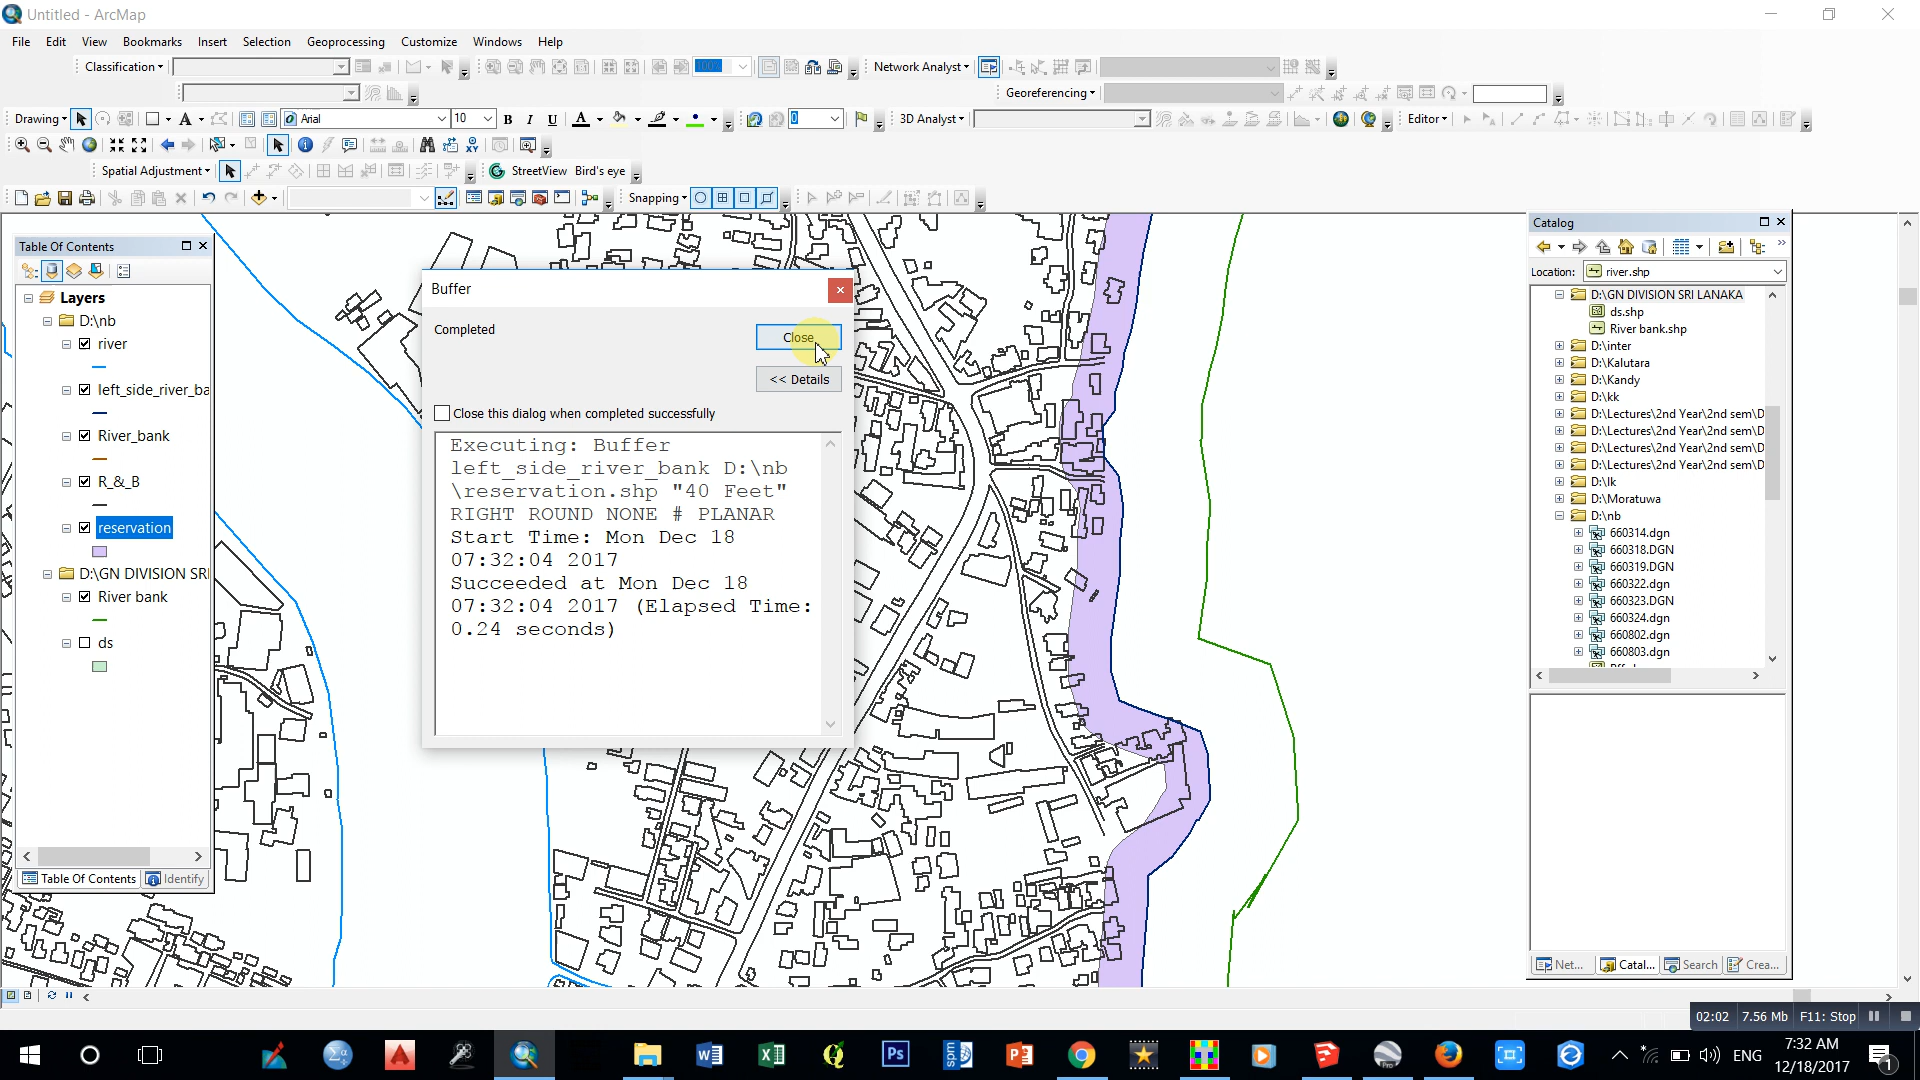 Untitled - ArcMap
File Edit View Bookmarks Insert Selection Geoprocessing Customize Windows Help
Classification
100%
Network Analyst
Georeferencing
Drawing
A
Arial
10
B I U A
0
3D Analyst
Editor
Spatial Adjustment
StreetView Bird's eye
Snapping
Table Of Contents
Layers
D:\nb
river
left_side_river_ba
River_bank
R_&_B
reservation
D:\GN DIVISION SRI
River bank
ds
Table Of Contents
Identify
Buffer
Completed
Close
<< Details
Close this dialog when completed successfully
Executing: Buffer
left_side_river_bank D:\nb
\reservation.shp "40 Feet"
RIGHT ROUND NONE # PLANAR
Start Time: Mon Dec 18
07:32:04 2017
Succeeded at Mon Dec 18
07:32:04 2017 (Elapsed Time:
0.24 seconds)
Catalog
Location: river.shp
D:\GN DIVISION SRI LANAKA
ds.shp
River bank.shp
D:\inter
D:\Kalutara
D:\Kandy
D:\kk
D:\Lectures\2nd Year\2nd sem\D
D:\Lectures\2nd Year\2nd sem\D
D:\Lectures\2nd Year\2nd sem\D
D:\Lectures\2nd Year\2nd sem\D
D:\lk
D:\Moratuwa
D:\nb
660314.dgn
660318.DGN
660319.DGN
660322.dgn
660323.DGN
660324.dgn
660802.dgn
660803.dgn
Net... Catal... Search Crea...
02:02 7.56 Mb F11: Stop
ENG
7:32 AM
12/18/2017
1